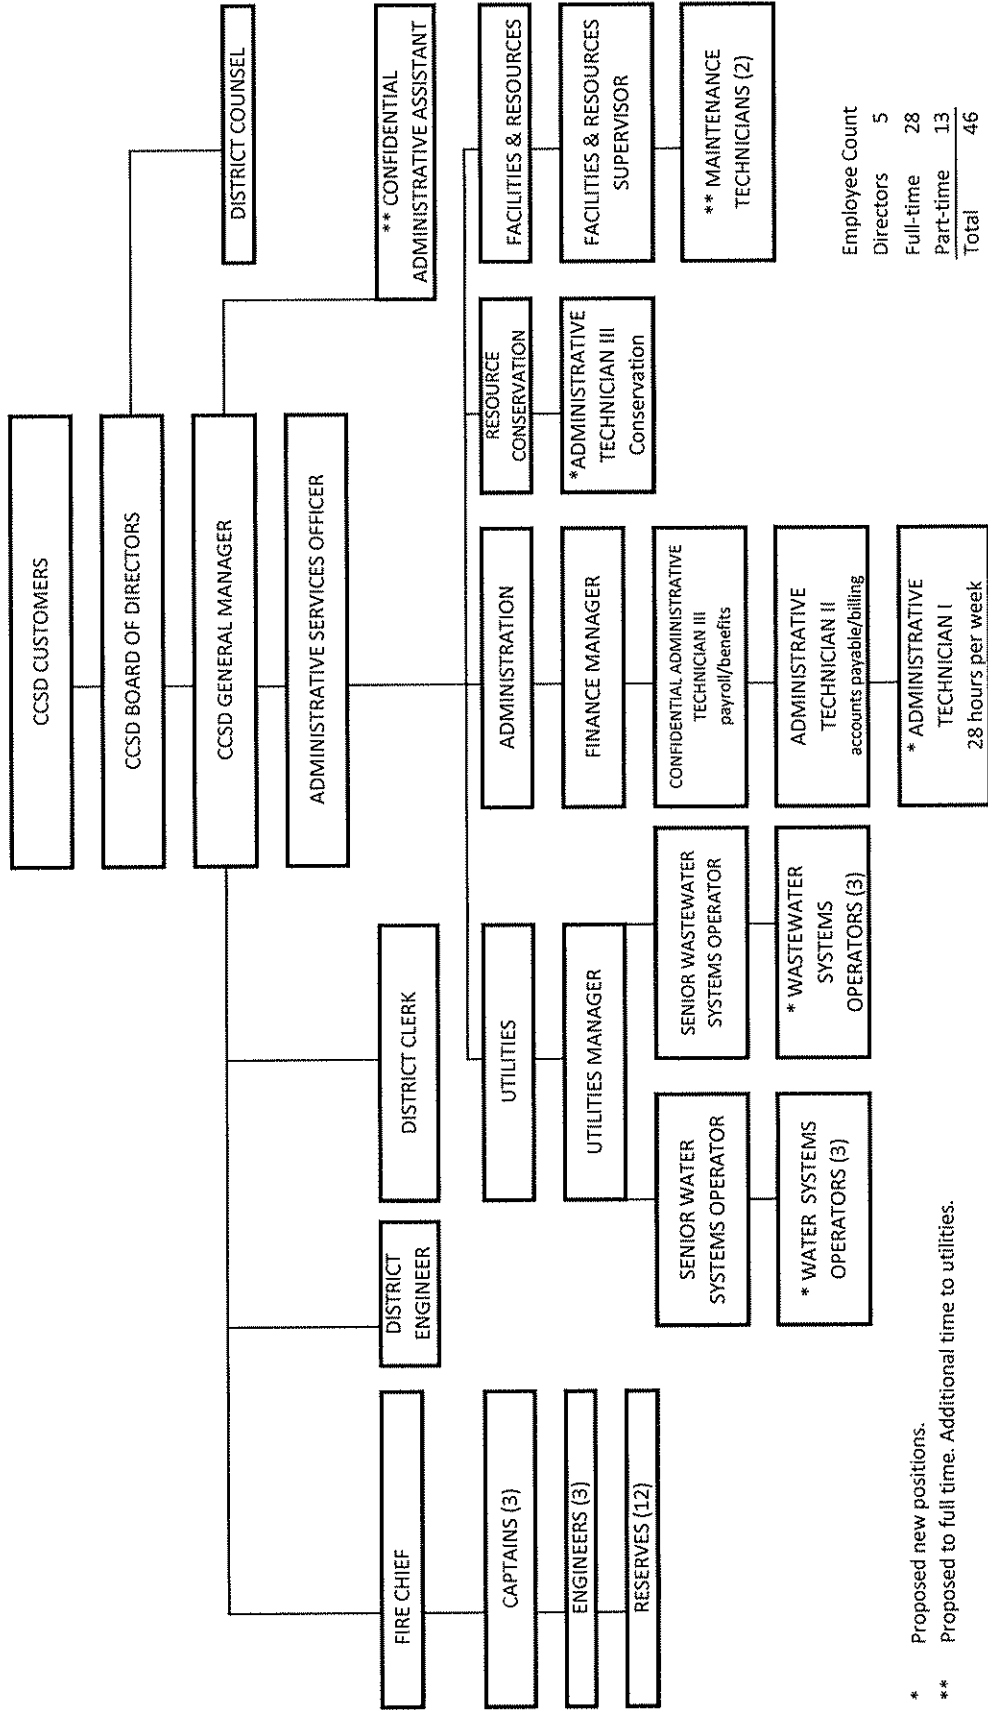 CCSD CUSTOMERS
CCSD BOARD OF DIRECTORS
DISTRICT COUNSEL
CCSD GENERAL MANAGER
ADMINISTRATIVE SERVICES OFFICER
FIRE CHIEF
DISTRICT
ENGINEER
DISTRICT CLERK
** CONFIDENTIAL
ADMINISTRATIVE ASSISTANT
CAPTAINS (3)
ENGINEERS (3)
RESERVES (12)
UTILITIES
UTILITIES MANAGER
SENIOR WATER
SYSTEMS OPERATOR
* WATER SYSTEMS
OPERATORS (3)
SENIOR WASTEWATER
SYSTEMS OPERATOR
* WASTEWATER
SYSTEMS
OPERATORS (3)
ADMINISTRATION
FINANCE MANAGER
CONFIDENTIAL ADMINISTRATIVE
TECHNICIAN III
payroll/benefits
ADMINISTRATIVE
TECHNICIAN II
accounts payable/billing
* ADMINISTRATIVE
TECHNICIAN I
28 hours per week
RESOURCE
CONSERVATION
*ADMINISTRATIVE
TECHNICIAN III
Conservation
FACILITIES & RESOURCES
FACILITIES & RESOURCES
SUPERVISOR
** MAINTENANCE
TECHNICIANS (2)
* Proposed new positions.
** Proposed to full time. Additional time to utilities.
Employee Count
Directors 5
Full-time 28
Part-time 13
Total 46